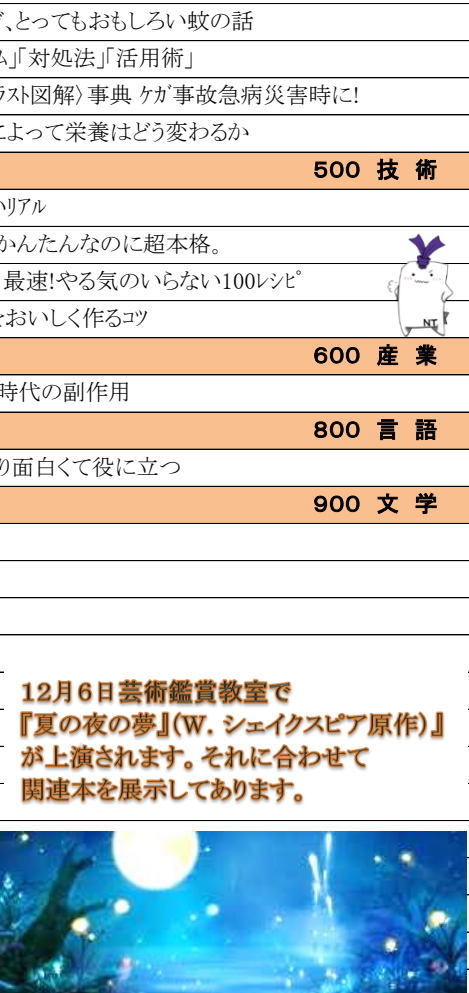 、とってもおもしろい蚊の話
」「対処法」「活用術」
ラスト図解〉事典 ケガ事故急病災害時に!
によって栄養はどう変わるか
500 技 術
ハリアル
かんたんなのに超本格。
最速!やる気のいらない100レシピ
をおいしく作るコツ
NT
600 産 業
時代の副作用
800 言 語
り面白くて役に立つ
900 文 学
12月6日芸術鑑賞教室で
『夏の夜の夢』(W. シェイクスピア原作)』
が上演されます。それに合わせて
関連本を展示してあります。